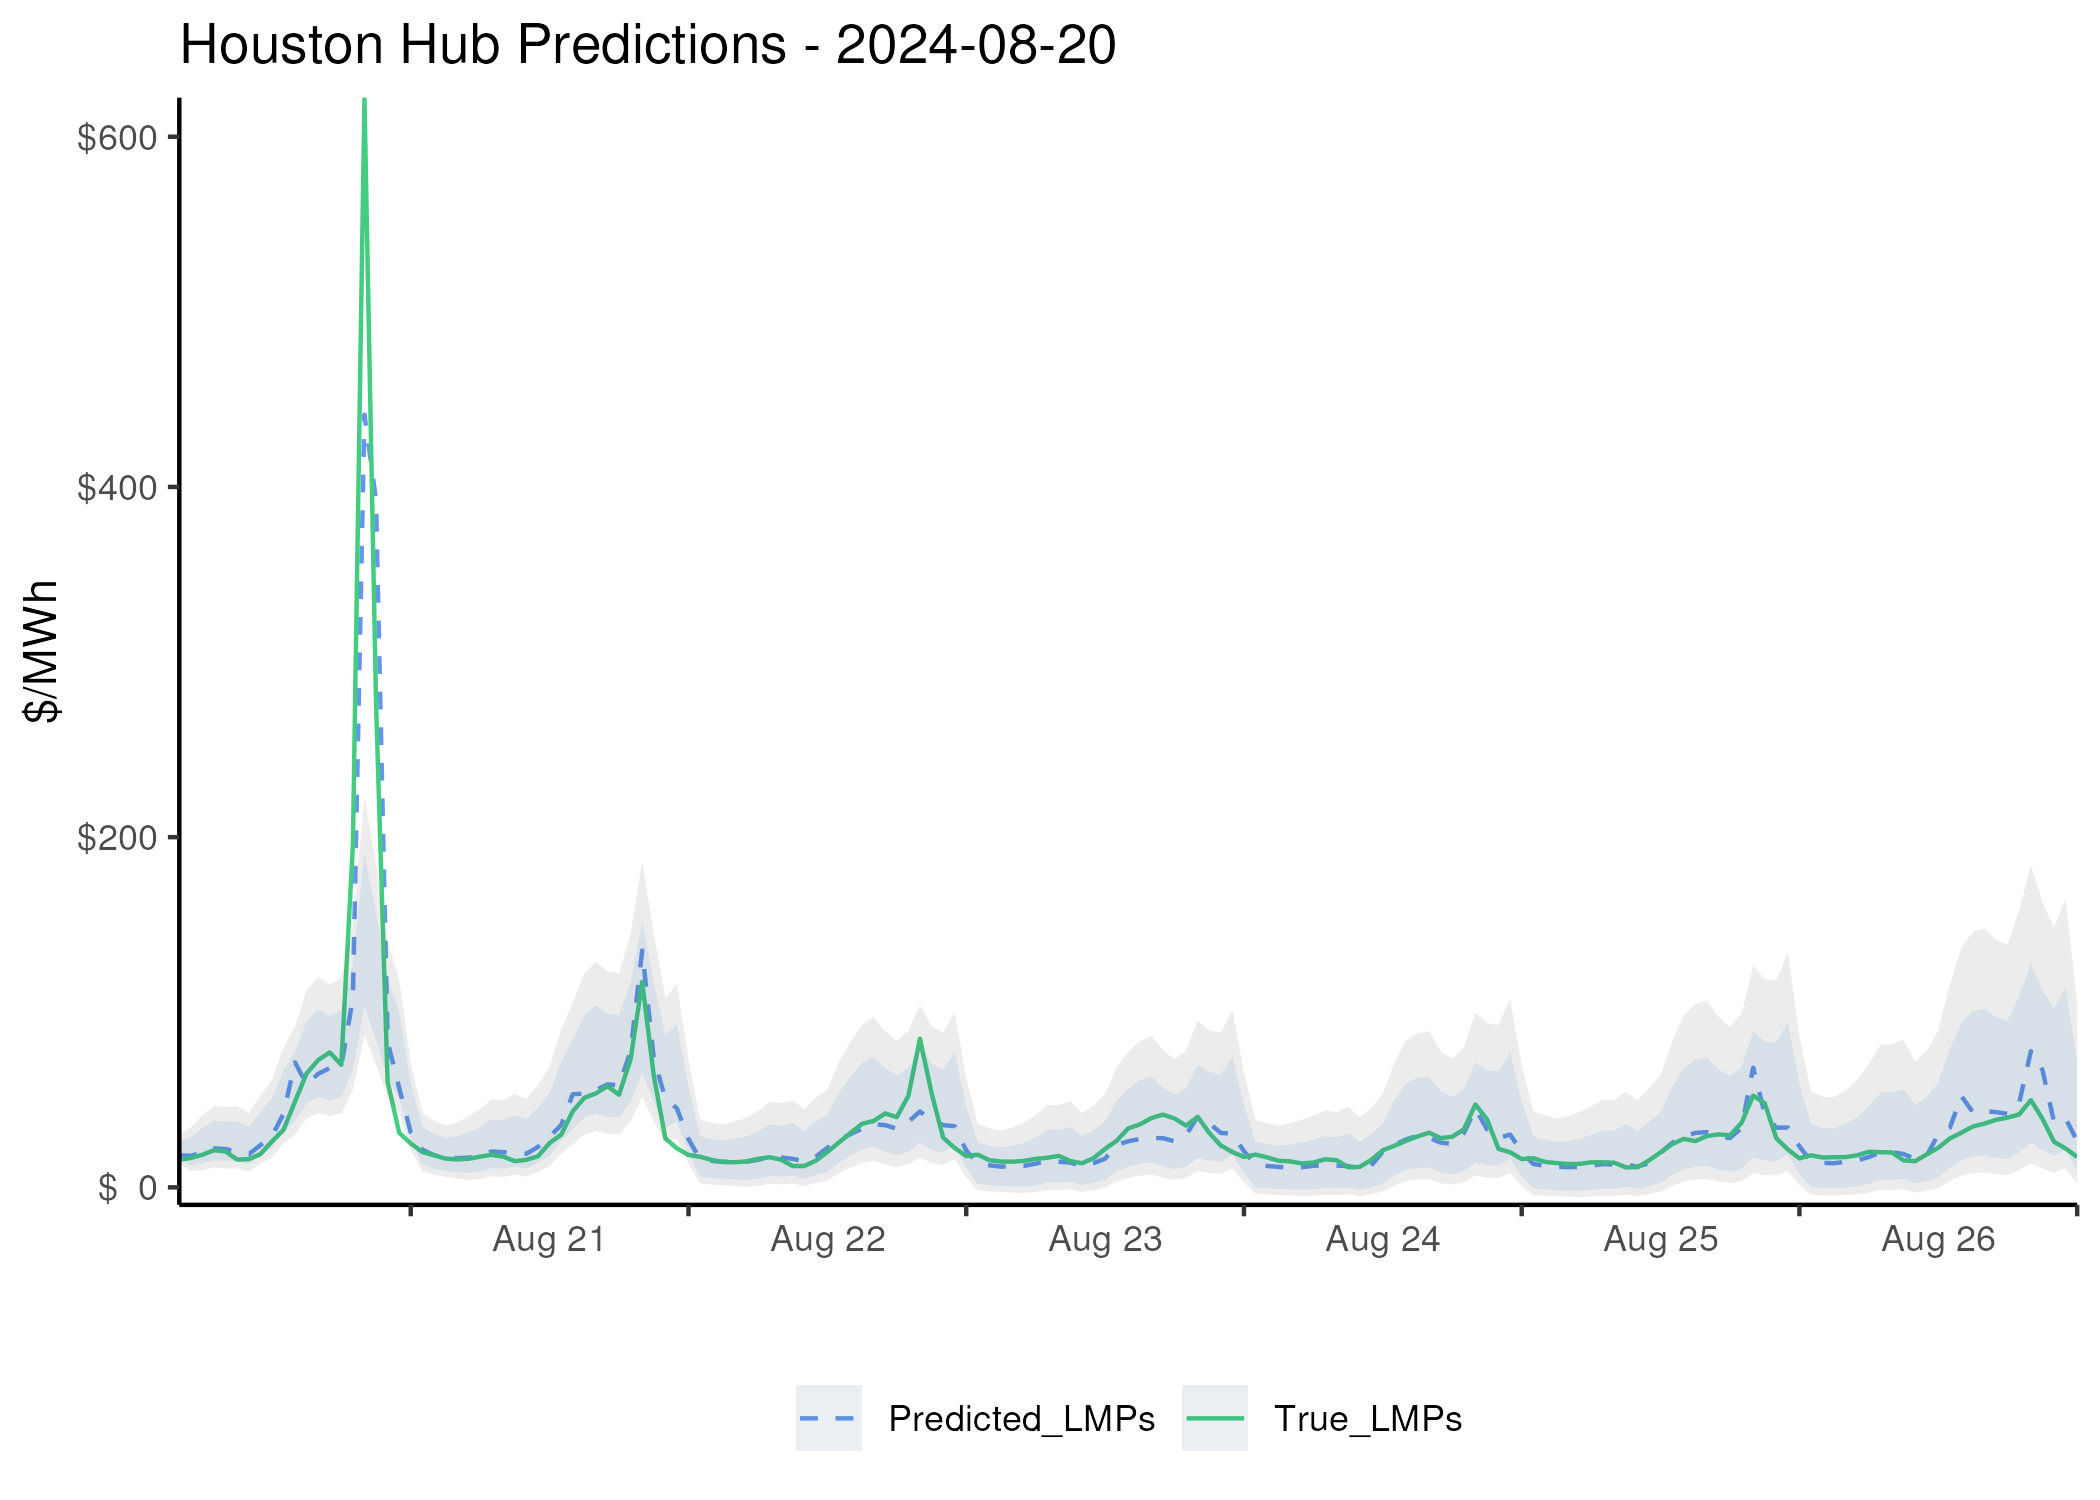 Houston Hub Predictions - 2024-08-20
$600
$400
$200
$ 0
$/MWh
Aug 21 Aug 22 Aug 23 Aug 24 Aug 25 Aug 26
Predicted_LMPs True_LMPs